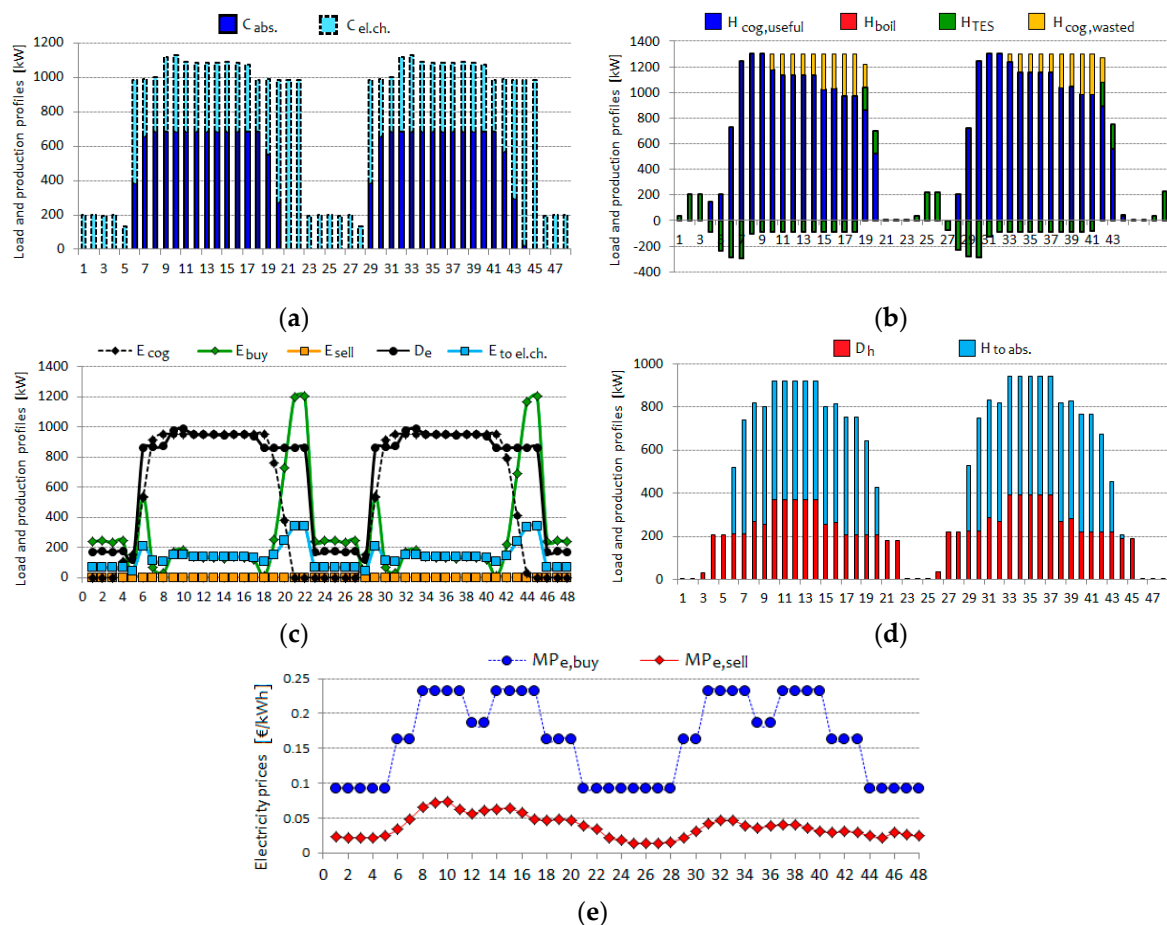 C abs. C el.ch.
Load and production profiles [kW]
1200
1000
800
600
400
200
0
1 3 5 7 9 11 13 15 17 19 21 23 25 27 29 31 33 35 37 39 41 43 45 47
(a)
H cog,useful H boil H TES H cog,wasted
Load and production profiles [kW]
1400
1200
1000
800
600
400
200
0
-200
-400
1 3 5 7 9 11 13 15 17 19 21 23 25 27 29 31 33 35 37 39 41 43
(b)
E cog E buy E sell De E to el.ch.
Load and production profiles [kW]
1400
1200
1000
800
600
400
200
0
0 2 4 6 8 10 12 14 16 18 20 22 24 26 28 30 32 34 36 38 40 42 44 46 48
(c)
Dh H to abs.
Load and production profiles [kW]
1000
800
600
400
200
0
1 3 5 7 9 11 13 15 17 19 21 23 25 27 29 31 33 35 37 39 41 43 45 47
(d)
MPe,buy MPe,sell
Electricity prices [€/kWh]
0.25
0.2
0.15
0.1
0.05
0
0 2 4 6 8 10 12 14 16 18 20 22 24 26 28 30 32 34 36 38 40 42 44 46 48
(e)